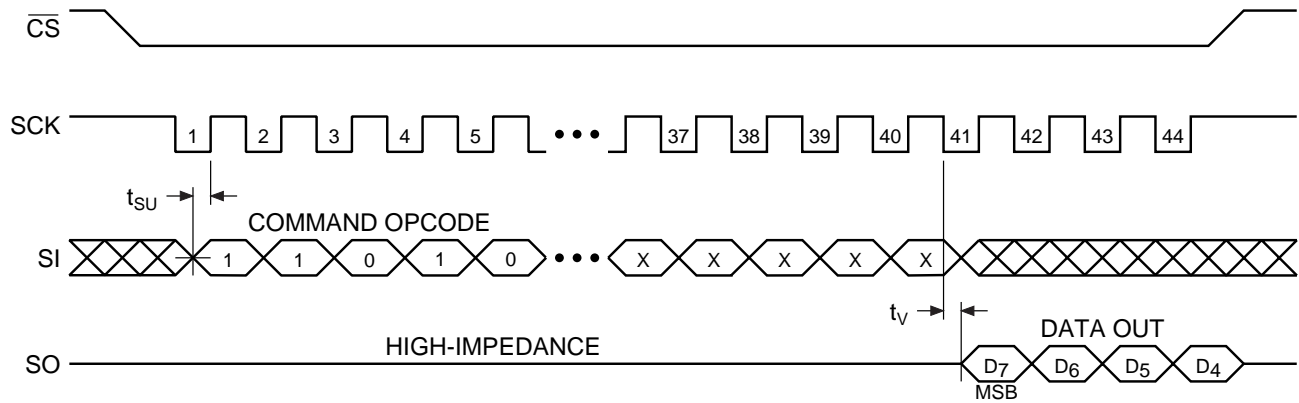 CS
SCK 1 2 3 4 5 ••• 37 38 39 40 41 42 43 44
tSU
COMMAND OPCODE
SI 1 1 0 1 0 ••• X X X X X
tV
DATA OUT
HIGH-IMPEDANCE
SO D7 D6 D5 D4
MSB